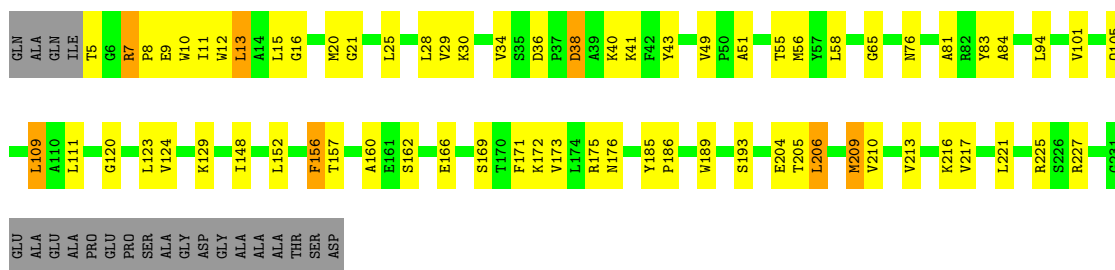 GLN ALA GLN ILE T5 G6 R7 P8 E9 W10 I11 W12 L13 A14 L15 G16 M20 G21 L25 L28 V29 K30 V34 S35 D36 P37 D38 A39 K40 K41 F42 Y43 V49 P50 A51 T55 M56 Y57 L58 G65 N76 A81 R82 Y83 A84 L94 V101
L109 A110 L111 G120 L123 V124 K129 I148 L152 F156 T157 A160 E161 S162 E166 S169 T170 F171 K172 V173 L174 R175 N176 Y185 P186 W189 S193 E204 T205 L206 M209 V210 V213 K216 V217 L221 R225 S226 R227
GLU ALA GLU ALA PRO GLU PRO SER ALA GLY ASP GLY ALA ALA ALA THR SER ASP